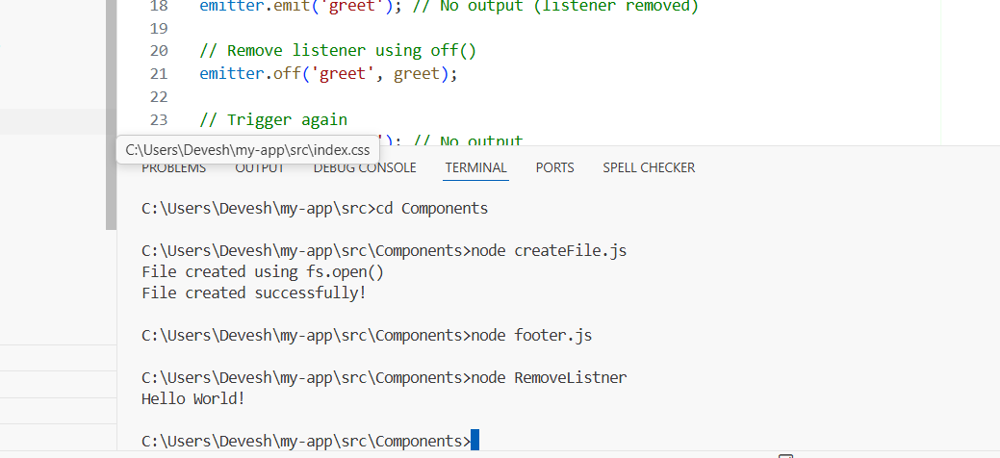 18 emitter.emit('greet'); // No output (listener removed)
19
20 // Remove listener using off()
21 emitter.off('greet', greet);
22
23 // Trigger again
'); // No output
C:\Users\Devesh\my-app\src\index.css
PROBLEMS OUTPUT DEBUG CONSOLE TERMINAL PORTS SPELL CHECKER
C:\Users\Devesh\my-app\src>cd Components
C:\Users\Devesh\my-app\src\Components>node createFile.js
File created using fs.open()
File created successfully!
C:\Users\Devesh\my-app\src\Components>node footer.js
C:\Users\Devesh\my-app\src\Components>node RemoveListner
Hello World!
C:\Users\Devesh\my-app\src\Components>